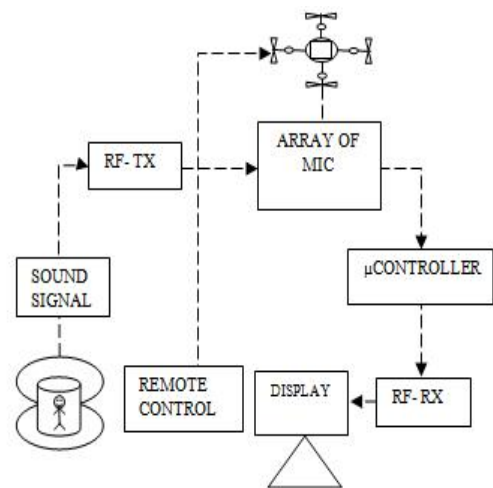 ARRAY OF
MIC
RF- TX
SOUND
SIGNAL
µCONTROLLER
REMOTE
CONTROL
DISPLAY
RF- RX